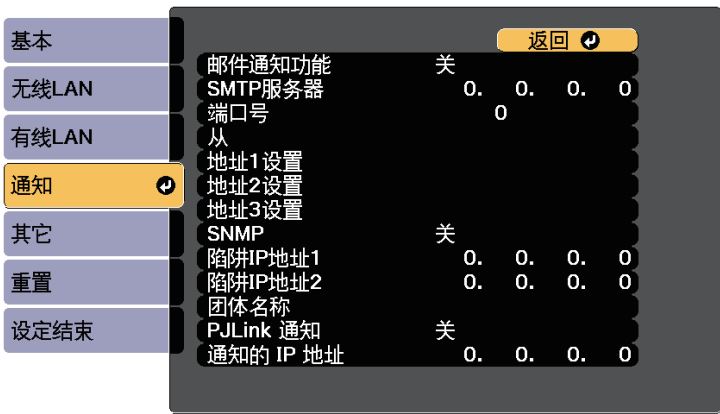 基本
无线LAN
有线LAN
通知
其它
重置
设定结束
返回
邮件通知功能 关
SMTP服务器 0. 0. 0. 0
端口号 0
从
地址1设置
地址2设置
地址3设置
SNMP 关
陷阱IP地址1 0. 0. 0. 0
陷阱IP地址2 0. 0. 0. 0
团体名称
PJLink 通知 关
通知的 IP 地址 0. 0. 0. 0